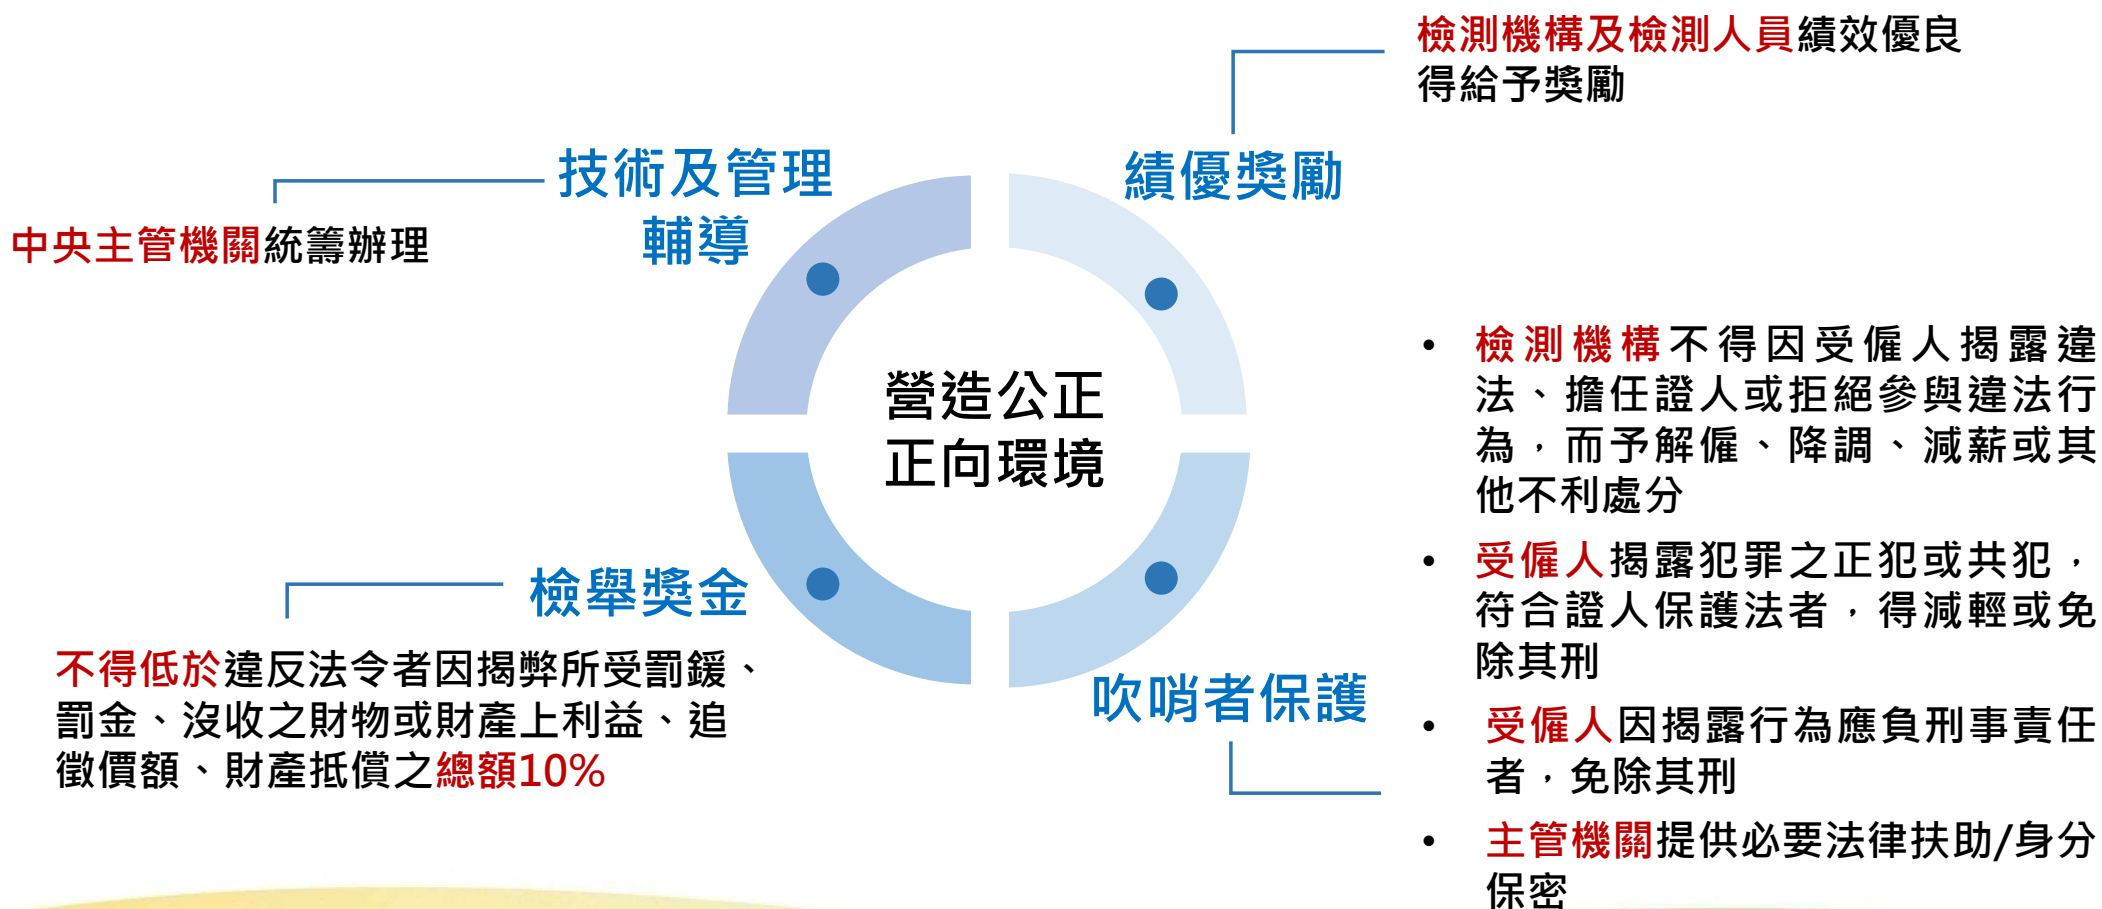 檢測機構及檢測人員績效優良
得給予獎勵
技術及管理
輔導
績優獎勵
中央主管機關統籌辦理
營造公正
正向環境
• 檢測機構不得因受僱人揭露違
法、擔任證人或拒絕參與違法行
為，而予解僱、降調、減薪或其
他不利處分
• 受僱人揭露犯罪之正犯或共犯，
符合證人保護法者，得減輕或免
除其刑
• 受僱人因揭露行為應負刑事責任
者，免除其刑
• 主管機關提供必要法律扶助/身分
保密
檢舉獎金
不得低於違反法令者因揭弊所受罰鍰、
罰金、沒收之財物或財產上利益、追
徵價額、財產抵償之總額10%
吹哨者保護